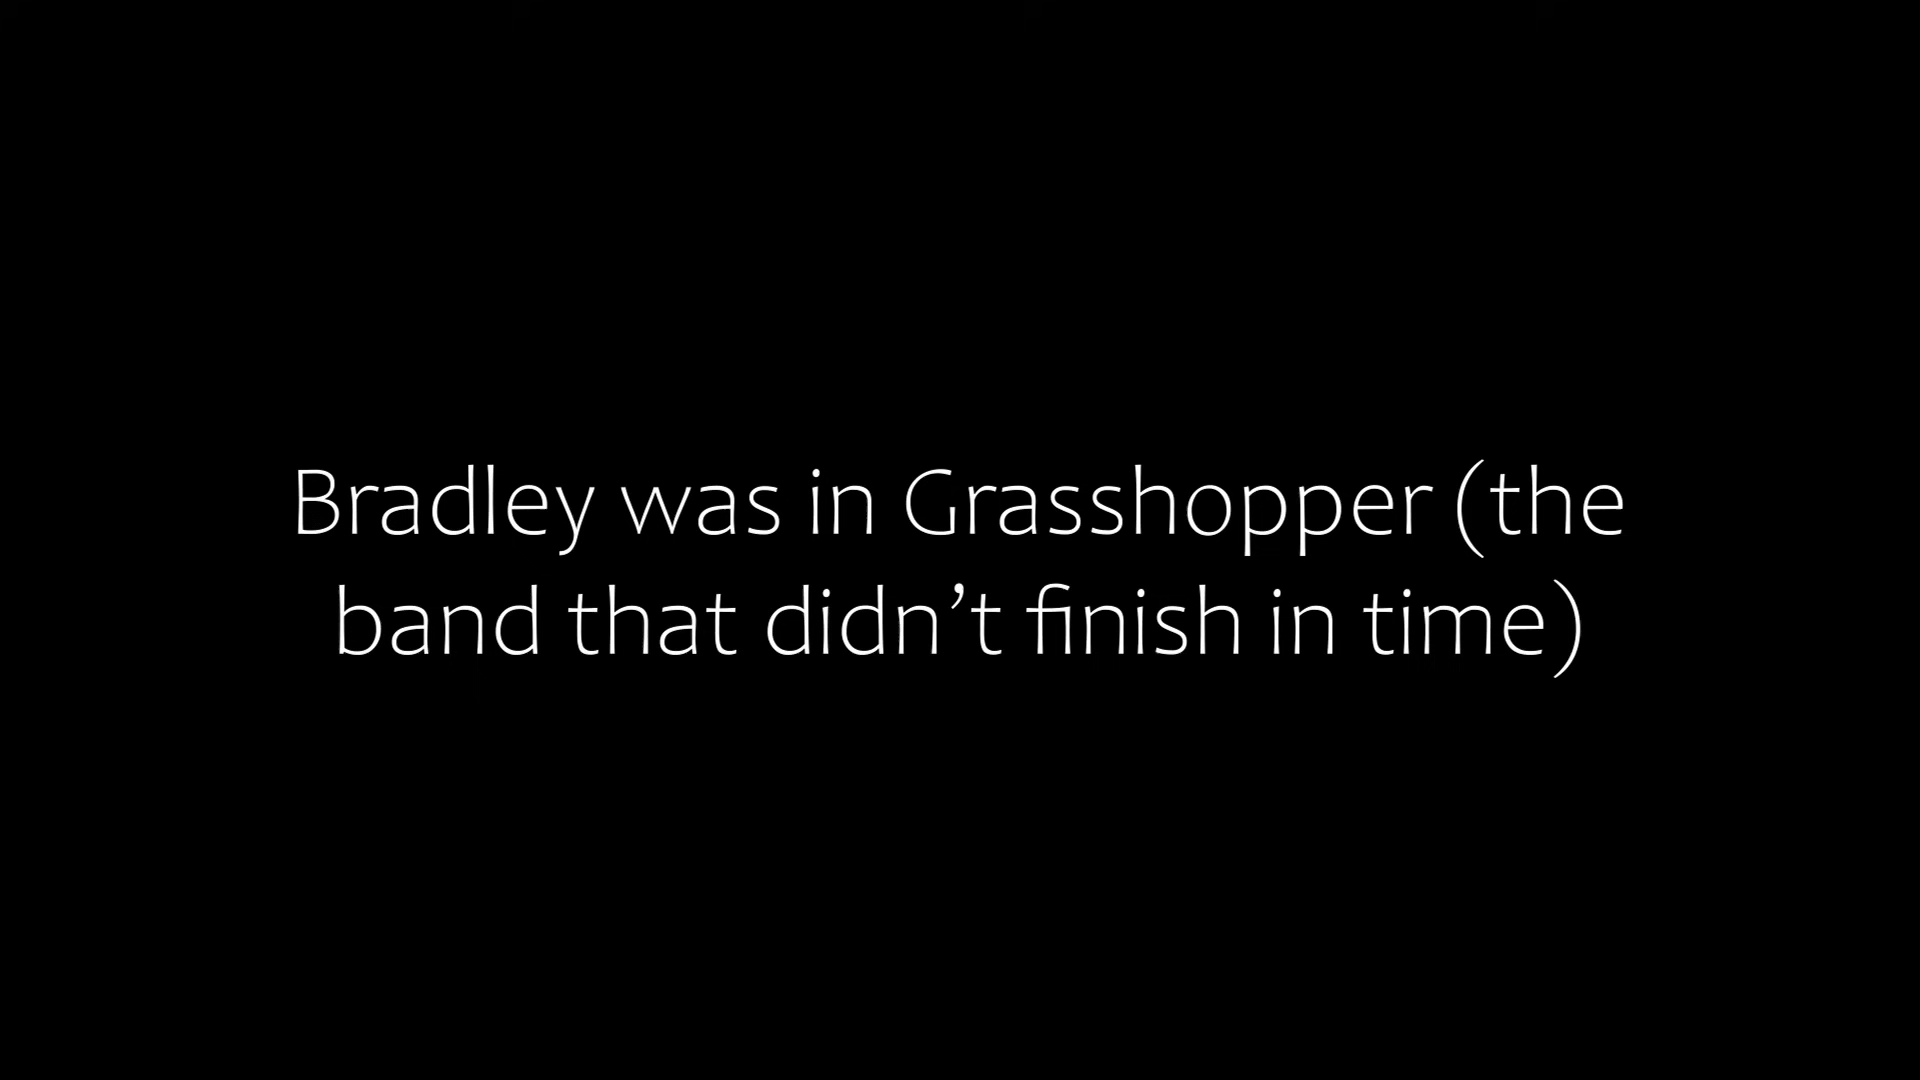 Bradley was in Grasshopper (the
band that didn’t finish in time)